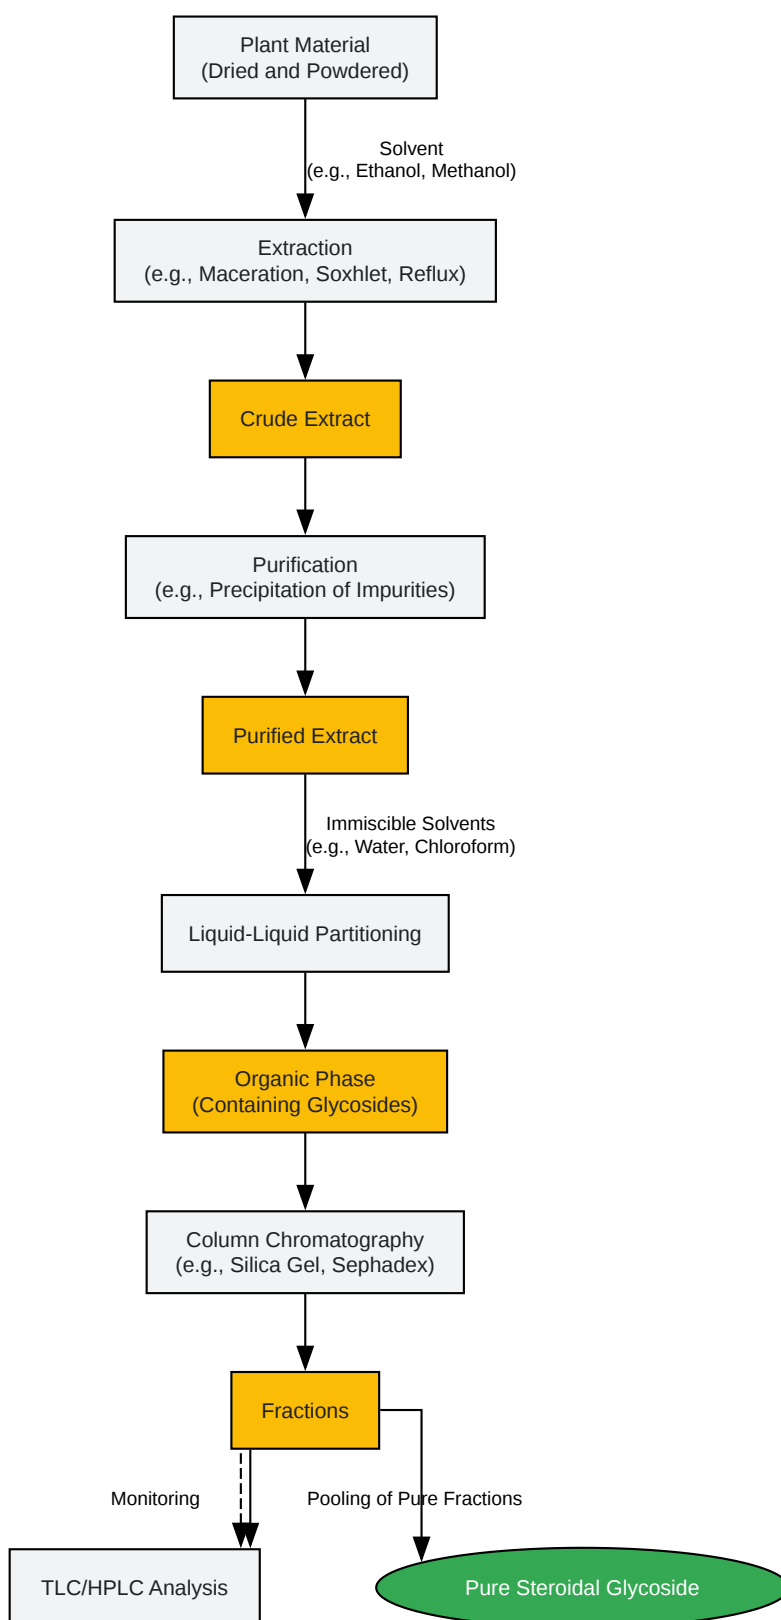 Plant Material
(Dried and Powdered)
Solvent
(e.g., Ethanol, Methanol)
Extraction
(e.g., Maceration, Soxhlet, Reflux)
Crude Extract
Purification
(e.g., Precipitation of Impurities)
Purified Extract
Immiscible Solvents
(e.g., Water, Chloroform)
Liquid-Liquid Partitioning
Organic Phase
(Containing Glycosides)
Column Chromatography
(e.g., Silica Gel, Sephadex)
Fractions
Monitoring
Pooling of Pure Fractions
TLC/HPLC Analysis
Pure Steroidal Glycoside